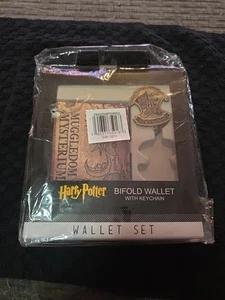 MUGGLEDOM
MYSTERIUM
Harry Potter
BIFOLD WALLET
WITH KEYCHAIN
WALLET SET